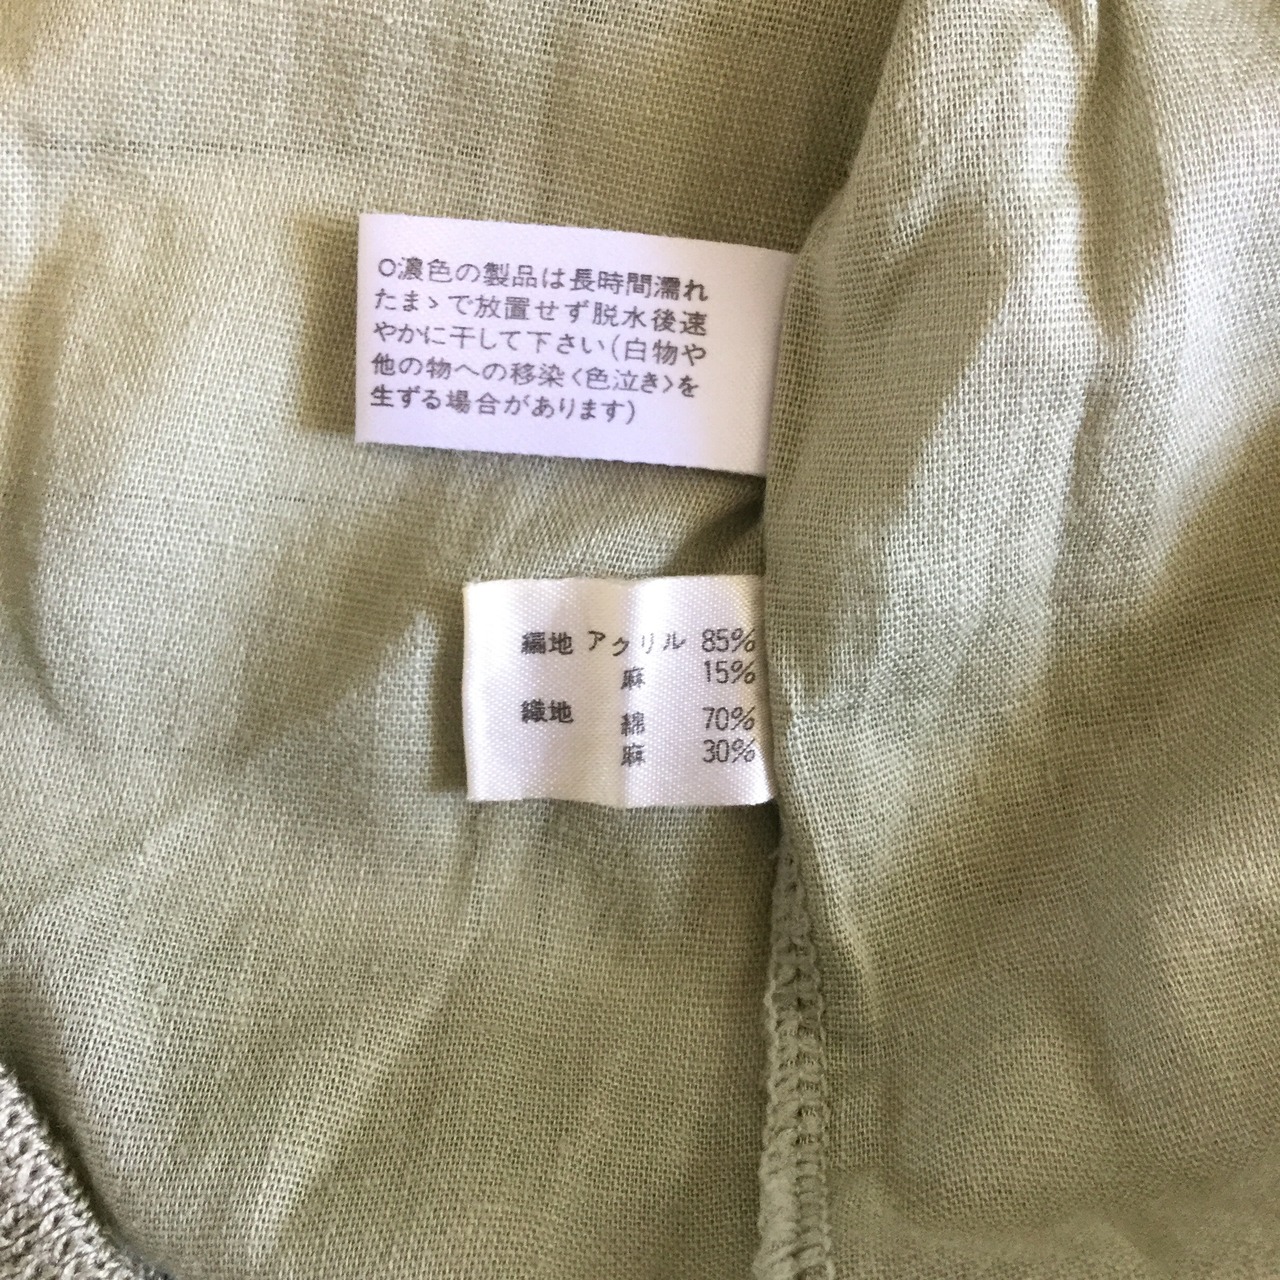 ○濃色の製品は長時間濡れ
たまゝで放置せず脱水後速
やかに干して下さい(白物や
他の物への移染〈色泣き〉を
生ずる場合があります)
編地 アクリル 85%
麻 15%
織地 綿 70%
麻 30%